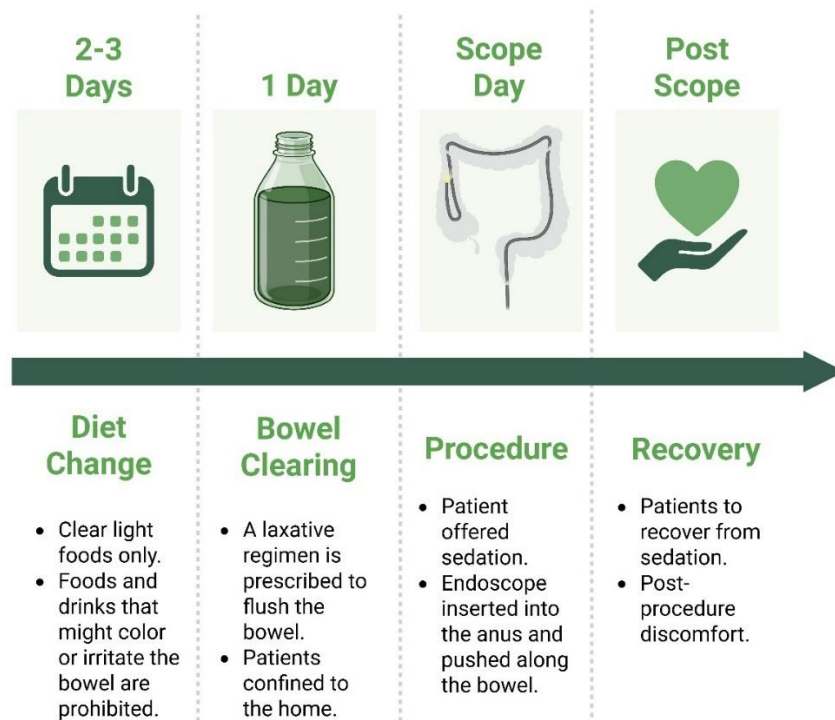 2-3
Days
1 Day
Scope
Day
Post
Scope
Diet
Change
• Clear light
foods only.
• Foods and
drinks that
might color
or irritate the
bowel are
prohibited.
Bowel
Clearing
• A laxative
regimen is
prescribed to
flush the
bowel.
• Patients
confined to
the home.
Procedure
• Patient
offered
sedation.
• Endoscope
inserted into
the anus and
pushed along
the bowel.
Recovery
• Patients to
recover from
sedation.
• Post-
procedure
discomfort.